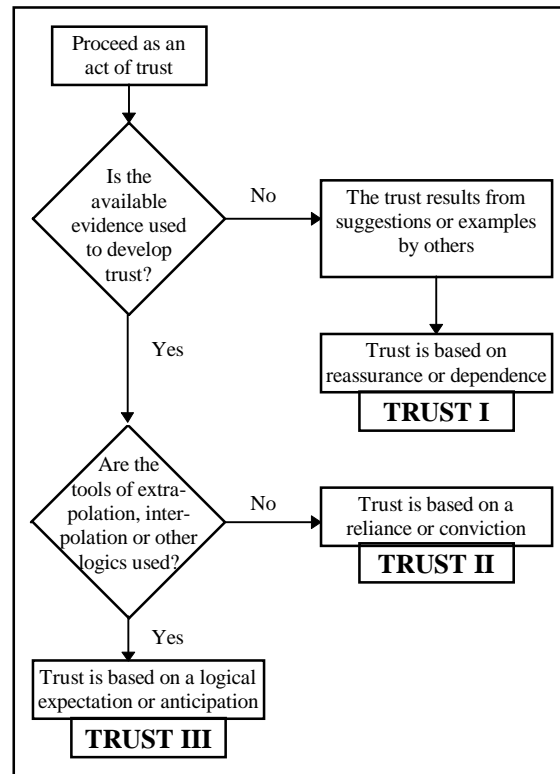 Proceed as an
act of trust
Is the
available
evidence used
to develop
trust?
No
The trust results from
suggestions or examples
by others
Yes
Trust is based on
reassurance or dependence
TRUST I
Are the
tools of extra-
polation, inter-
polation or other
logics used?
No
Trust is based on a
reliance or conviction
TRUST II
Yes
Trust is based on a logical
expectation or anticipation
TRUST III